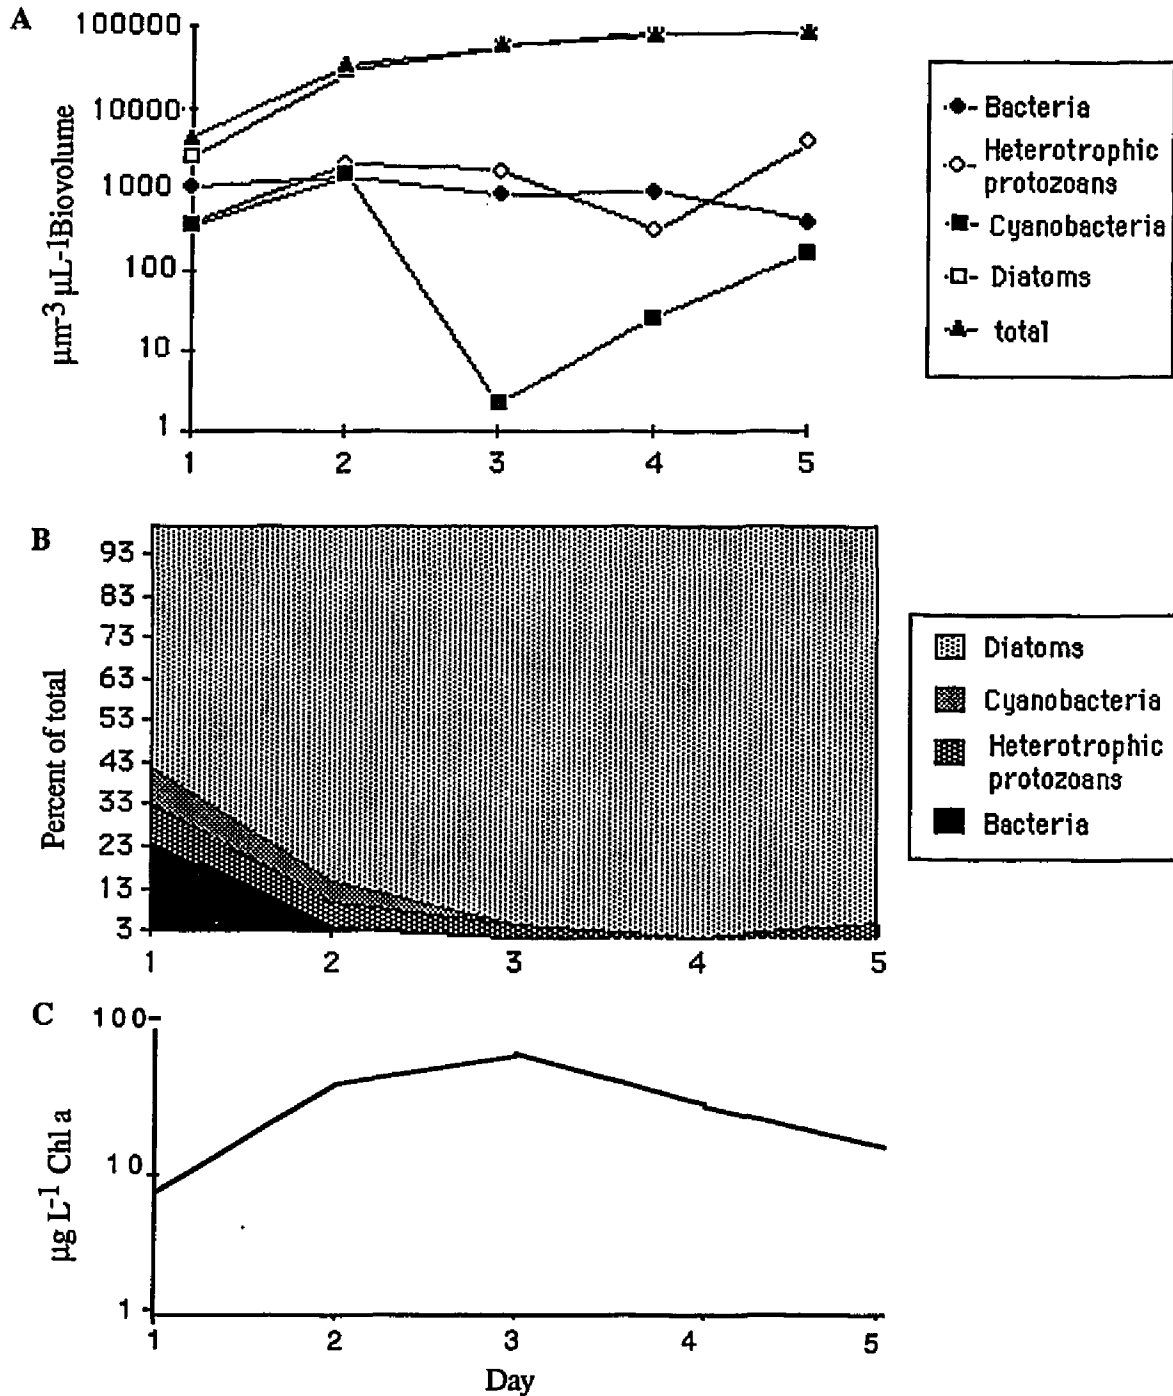 A
100000
10000
1000
100
10
1
µm-3 µL-1Biovolume
1 2 3 4 5
Bacteria
Heterotrophic
protozoans
Cyanobacteria
Diatoms
total
B
93
83
73
63
53
43
33
23
13
3
Percent of total
1 2 3 4 5
Diatoms
Cyanobacteria
Heterotrophic
protozoans
Bacteria
C
100
10
1
µg L-1 Chl a
1 2 3 4 5
Day